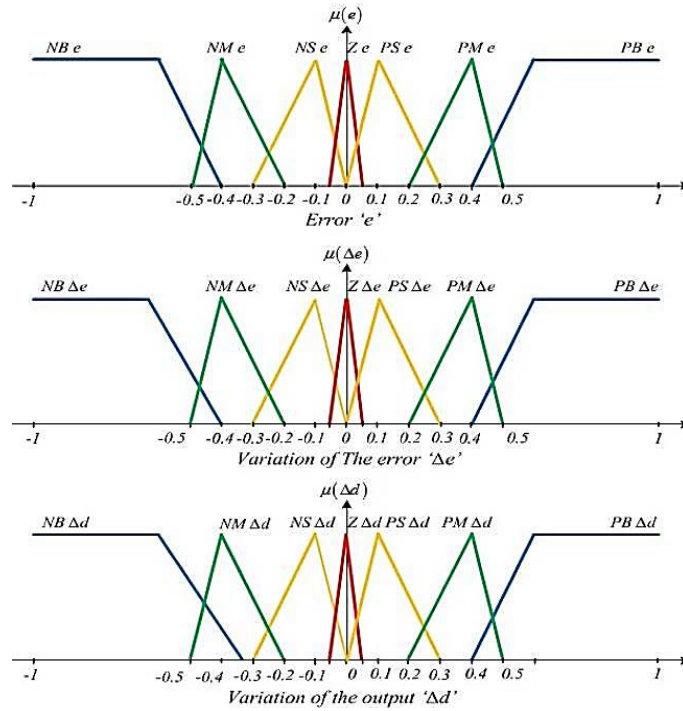 μ(e)
NB e NM e NS e Z e PS e PM e PB e
-1 -0.5 -0.4 -0.3 -0.1 0 0.1 0.2 0.3 0.4 0.5 1
Error ‘e’
μ(Δe)
NB Δe NM Δe NS Δe Z Δe PS Δe PM Δe PB Δe
-1 -0.5 -0.4 -0.3 -0.2 -0.1 0 0.1 0.2 0.3 0.4 0.5 1
Variation of The error ‘Δe’
μ(Δd)
NB Δd NM Δd NS Δd Z Δd PS Δd PM Δd PB Δd
-1 -0.5 -0.4 -0.3 -0.2 -0.1 0 0.1 0.2 0.3 0.4 0.5 1
Variation of the output ‘Δd’